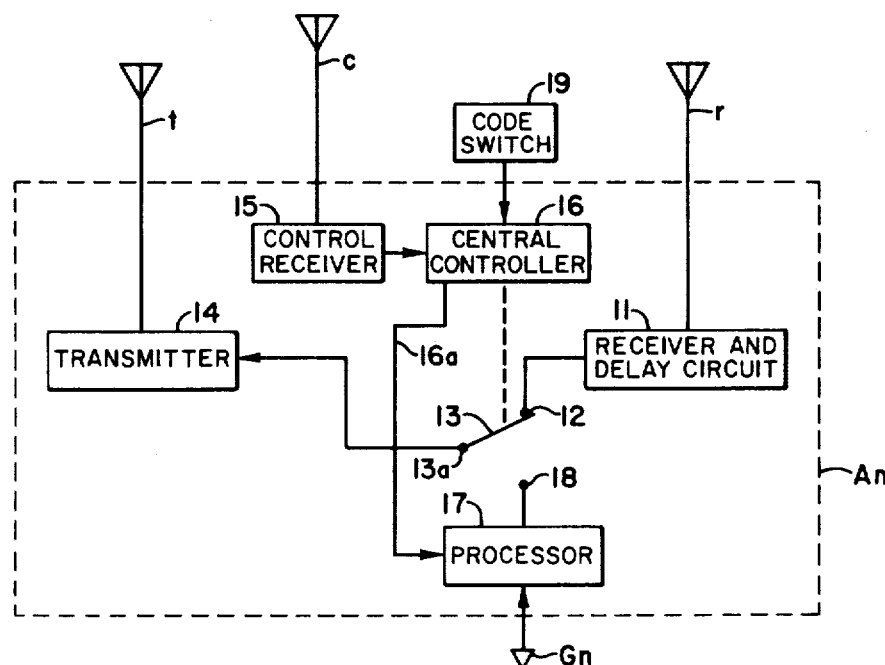 c
t
19
CODE
SWITCH
r
15
CONTROL
RECEIVER
16
CENTRAL
CONTROLLER
14
TRANSMITTER
16a
11
RECEIVER AND
DELAY CIRCUIT
13
12
13a
18
An
17
PROCESSOR
Gn